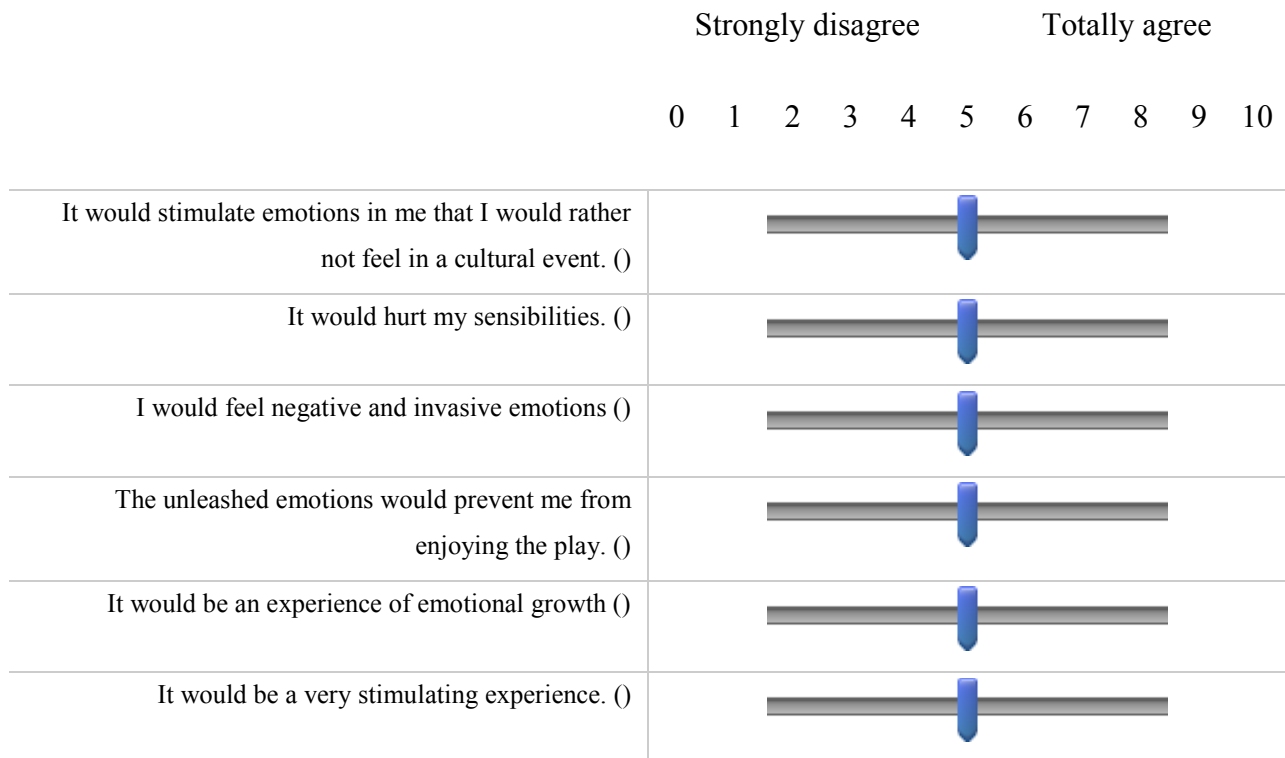 Strongly disagree Totally agree
0 1 2 3 4 5 6 7 8 9 10
It would stimulate emotions in me that I would rather
not feel in a cultural event. ()
It would hurt my sensibilities. ()
I would feel negative and invasive emotions ()
The unleashed emotions would prevent me from
enjoying the play. ()
It would be an experience of emotional growth ()
It would be a very stimulating experience. ()